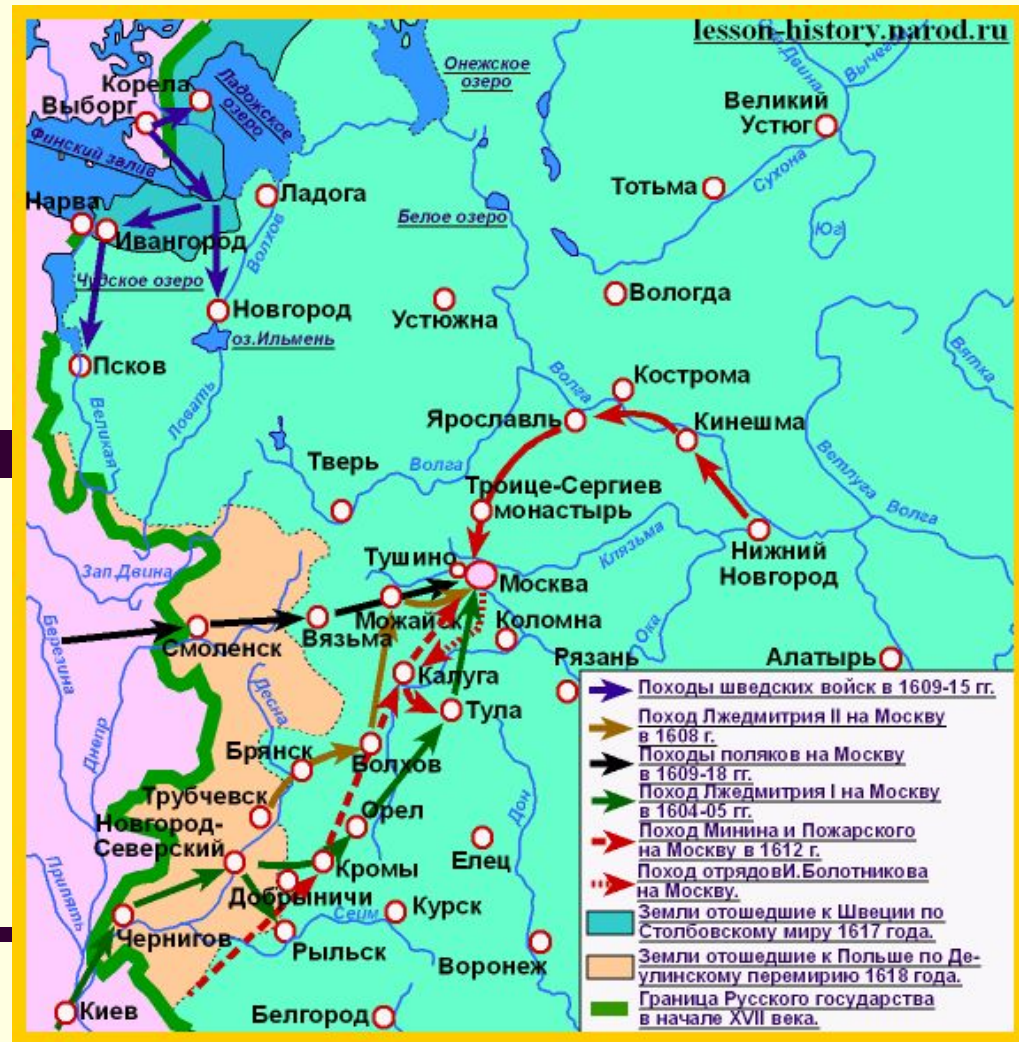 lesson-history.narod.ru
Онежское
озеро
Вычегда
Корела
Выборг
Ладожское
озеро
Великий
Устюг
Финский залив
Сухона
Тотьма
Ладога
Нарва
Белое озеро
Юг
Ивангород
Волхов
Чудское озеро
Вологда
Новгород
Устюжна
оз.Ильмень
Псков
Вятка
Кострома
Волга
Великая
Ловать
Ярославль
Кинешма
Ветлуга
Тверь
Волга
Троице-Сергиев
монастырь
Волга
Клязьма
Нижний
Новгород
Тушино
Зап.Двина
Москва
Можайск
Коломна
Березина
Вязьма
Смоленск
Ока
Рязань
Алатырь
Калуга
Десна
Тула
Днепр
Брянск
Волхов
Дон
Трубчевск
Орел
Новгород-
Северский
Елец
Кромы
Добрыничи
Припять
Сейм
Курск
Чернигов
Рыльск
Воронеж
Киев
Белгород
Походы шведских войск в 1609-15 гг.
Поход Лжедмитрия II на Москву
в 1608 г.
Походы поляков на Москву
в 1609-18 гг.
Поход Лжедмитрия I на Москву
в 1604-05 гг.
Поход Минина и Пожарского
на Москву в 1612 г.
Поход отрядовИ.Болотникова
на Москву.
Земли отошедшие к Швеции по
Столбовскому миру 1617 года.
Земли отошедшие к Польше по Де-
улинскому перемирию 1618 года.
Граница Русского государства
в начале XVII века.